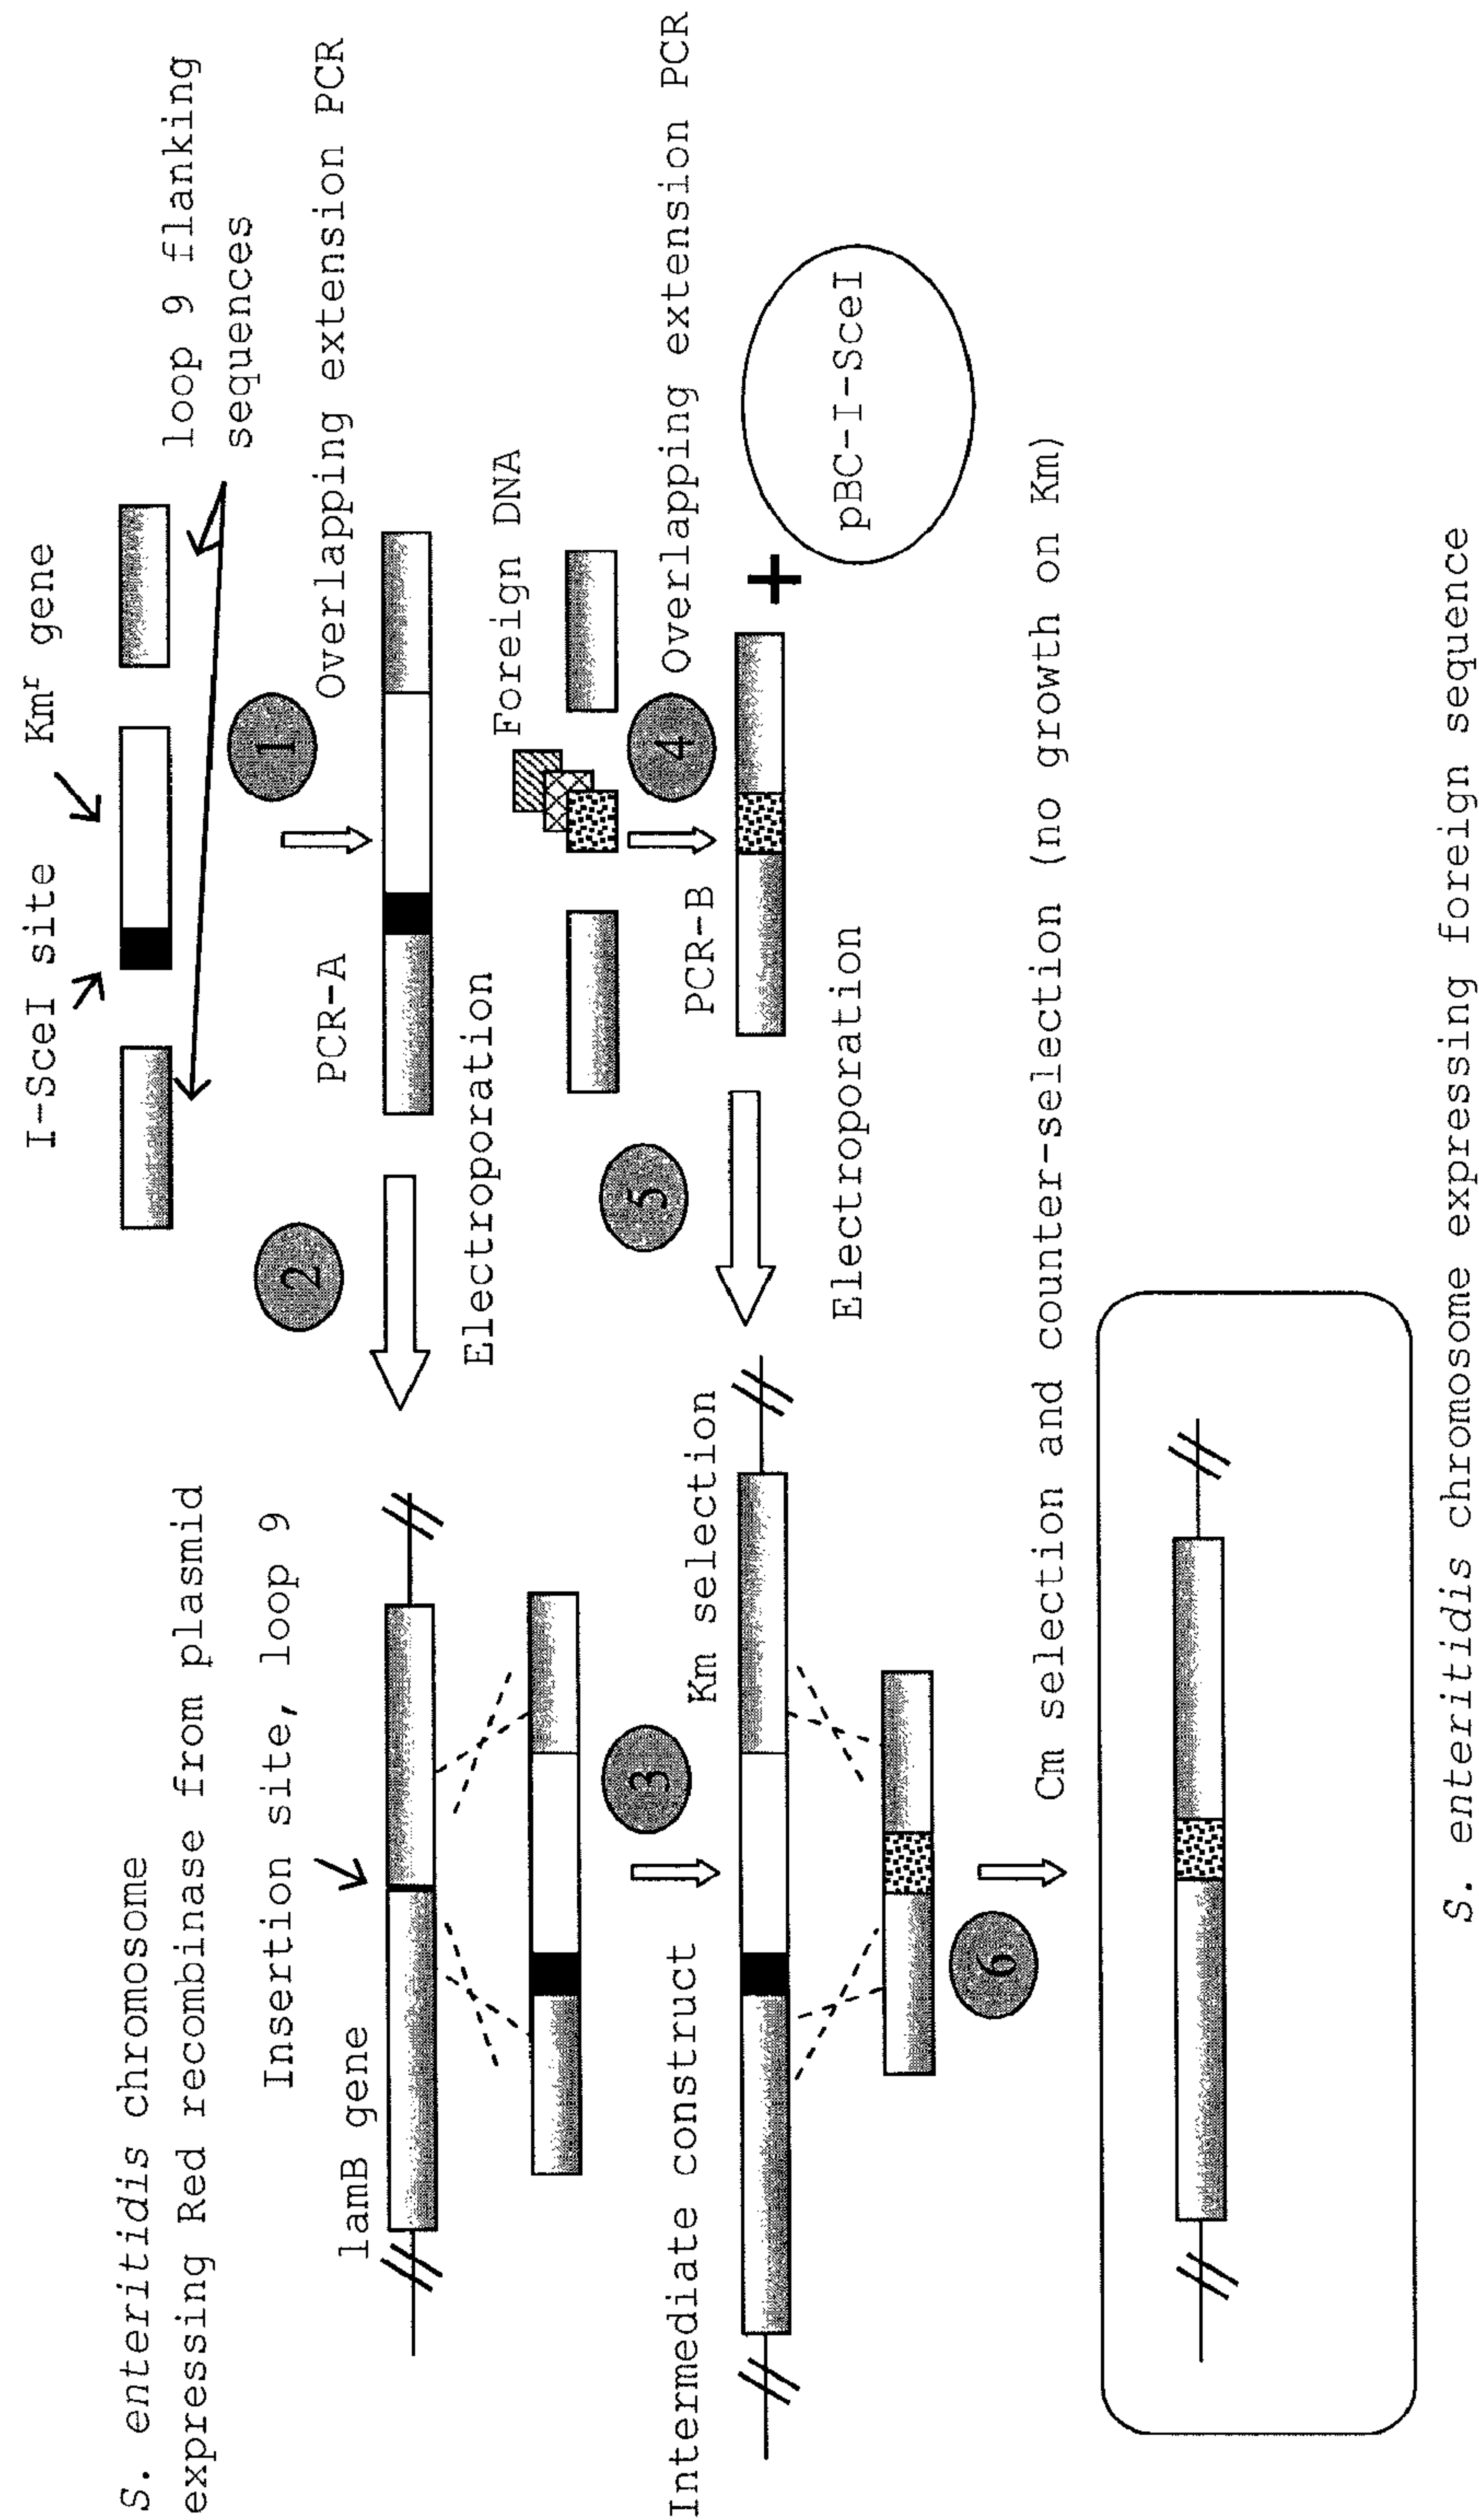 I-SceI site
Kmʳ gene
loop 9 flanking
sequences
1
Overlapping extension PCR
S. enteritidis chromosome
expressing Red recombinase from plasmid
Insertion site, loop 9
lamB gene
2
PCR-A
Electroporation
Foreign DNA
3
4
Overlapping extension PCR
Intermediate construct
Km selection
5
PCR-B
+
pBC-I-SceI
Electroporation
6
Cm selection and counter-selection (no growth on Km)
S. enteritidis chromosome expressing foreign sequence